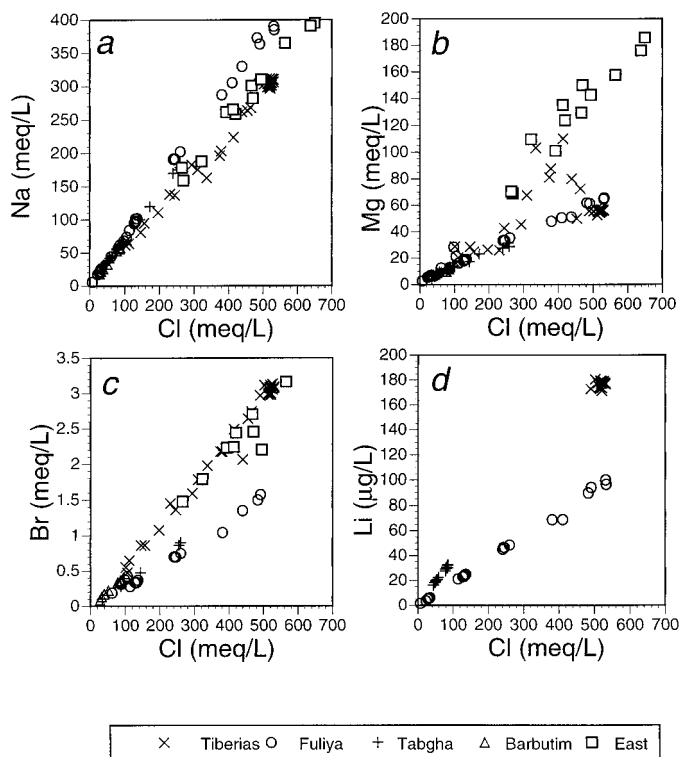 a
Na (meq/L)
400
350
300
250
200
150
100
50
0
0 100 200 300 400 500 600 700
Cl (meq/L)
b
Mg (meq/L)
200
180
160
140
120
100
80
60
40
20
0
0 100 200 300 400 500 600 700
Cl (meq/L)
c
Br (meq/L)
3.5
3
2.5
2
1.5
1
0.5
0
0 100 200 300 400 500 600 700
Cl (meq/L)
d
Li (µg/L)
200
180
160
140
120
100
80
60
40
20
0
0 100 200 300 400 500 600 700
Cl (meq/L)
Tiberias Fuliya Tabgha Barbutim East